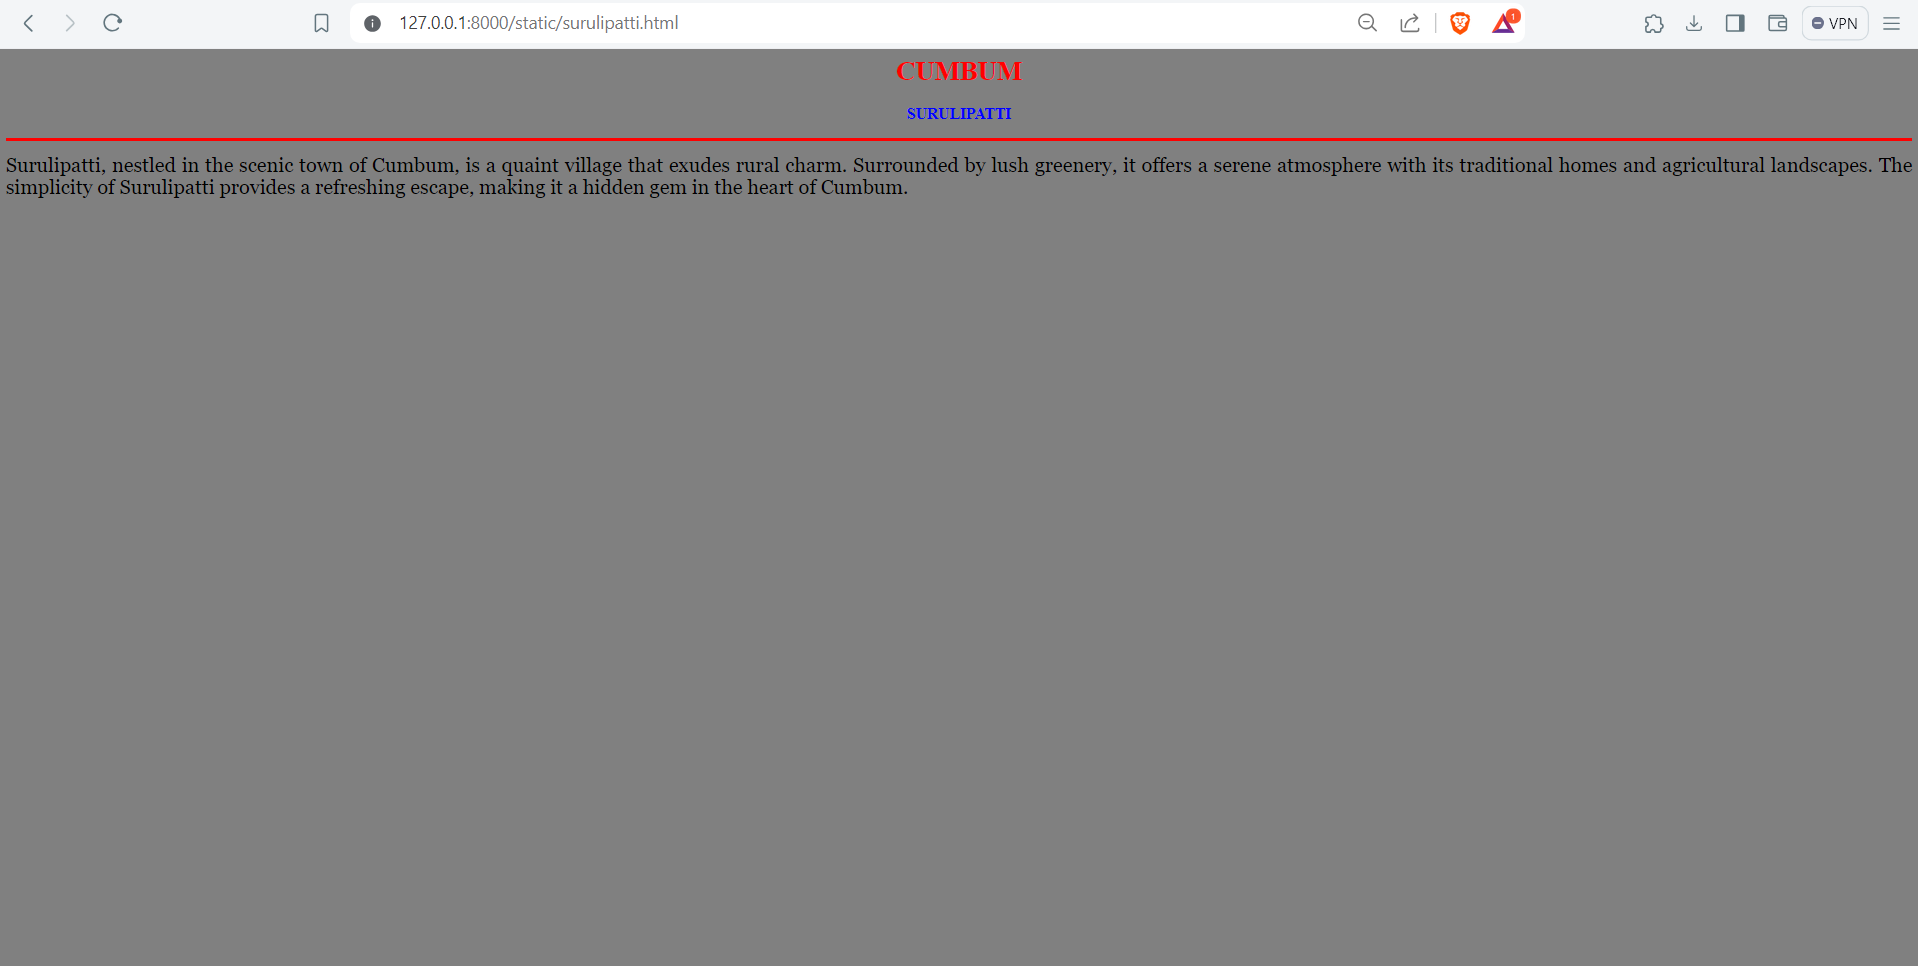 127.0.0.1:8000/static/surulipatti.html
1
VPN
CUMBUM
SURULIPATTI
Surulipatti, nestled in the scenic town of Cumbum, is a quaint village that exudes rural charm. Surrounded by lush greenery, it offers a serene atmosphere with its traditional homes and agricultural landscapes. The
simplicity of Surulipatti provides a refreshing escape, making it a hidden gem in the heart of Cumbum.